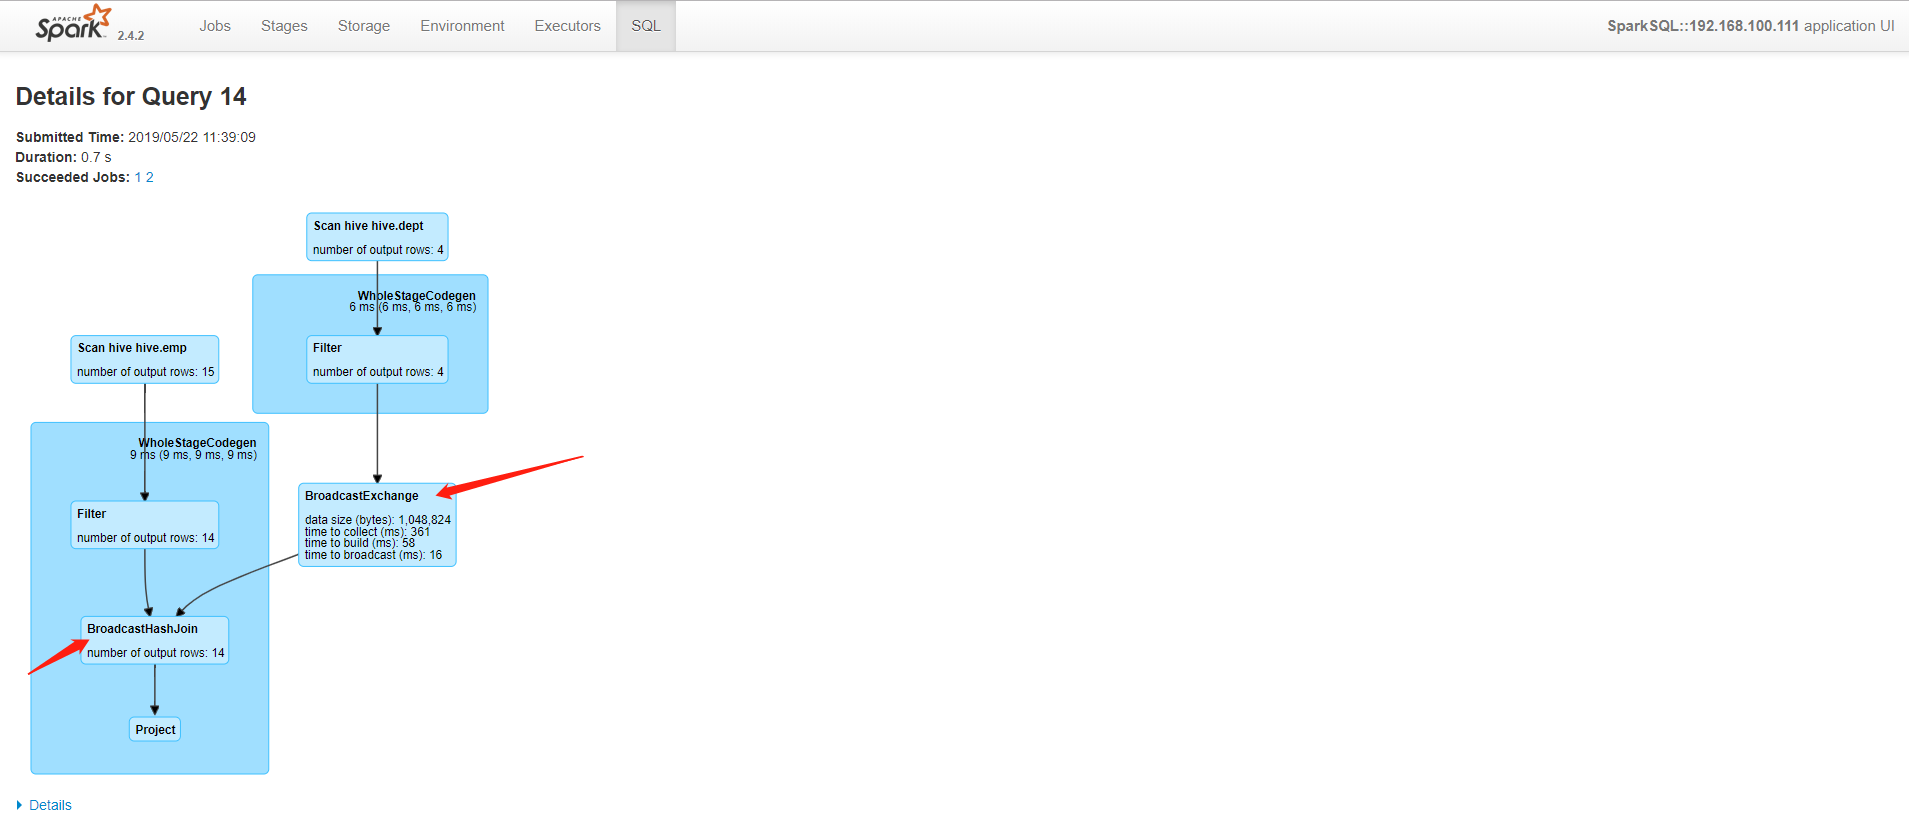 APACHE
Spark 2.4.2
Jobs
Stages
Storage
Environment
Executors
SQL
SparkSQL::192.168.100.111 application UI
Details for Query 14
Submitted Time: 2019/05/22 11:39:09
Duration: 0.7 s
Succeeded Jobs: 1 2
Scan hive hive.dept
number of output rows: 4
WholeStageCodegen
6 ms (6 ms, 6 ms, 6 ms)
Filter
number of output rows: 4
Scan hive hive.emp
number of output rows: 15
WholeStageCodegen
9 ms (9 ms, 9 ms, 9 ms)
Filter
number of output rows: 14
BroadcastExchange
data size (bytes): 1,048,824
time to collect (ms): 361
time to build (ms): 58
time to broadcast (ms): 16
BroadcastHashJoin
number of output rows: 14
Project
Details